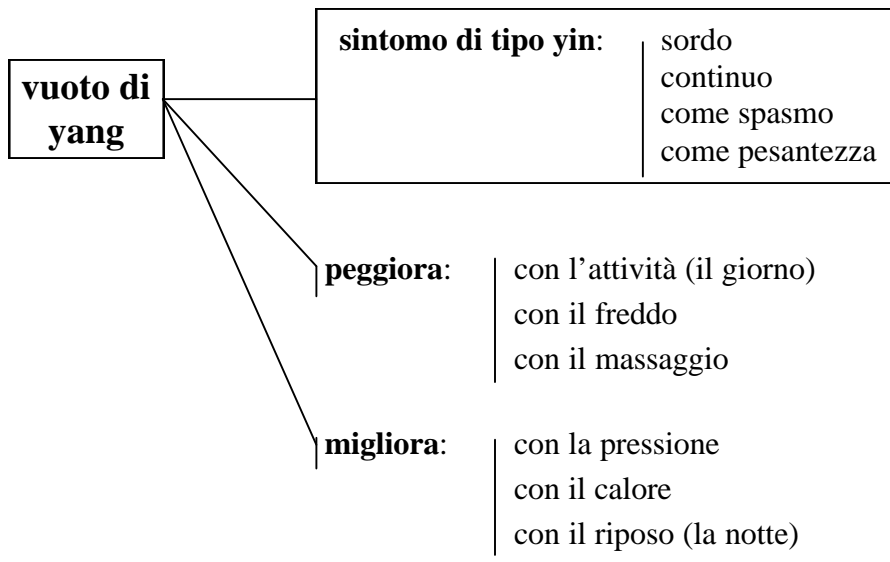 vuoto di
yang
sintomo di tipo yin: sordo
continuo
come spasmo
come pesantezza
peggiora: con l’attività (il giorno)
con il freddo
con il massaggio
migliora: con la pressione
con il calore
con il riposo (la notte)